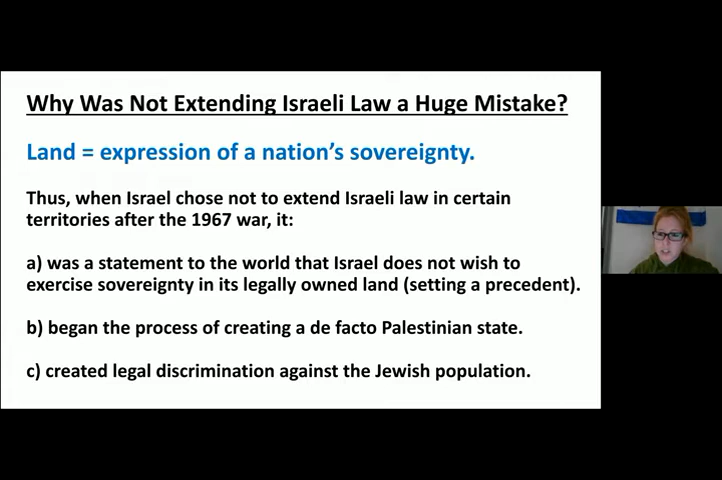 Why Was Not Extending Israeli Law a Huge Mistake?
Land = expression of a nation's sovereignty.
Thus, when Israel chose not to extend Israeli law in certain
territories after the 1967 war, it:
a) was a statement to the world that Israel does not wish to
exercise sovereignty in its legally owned land (setting a precedent).
b) began the process of creating a de facto Palestinian state.
c) created legal discrimination against the Jewish population.